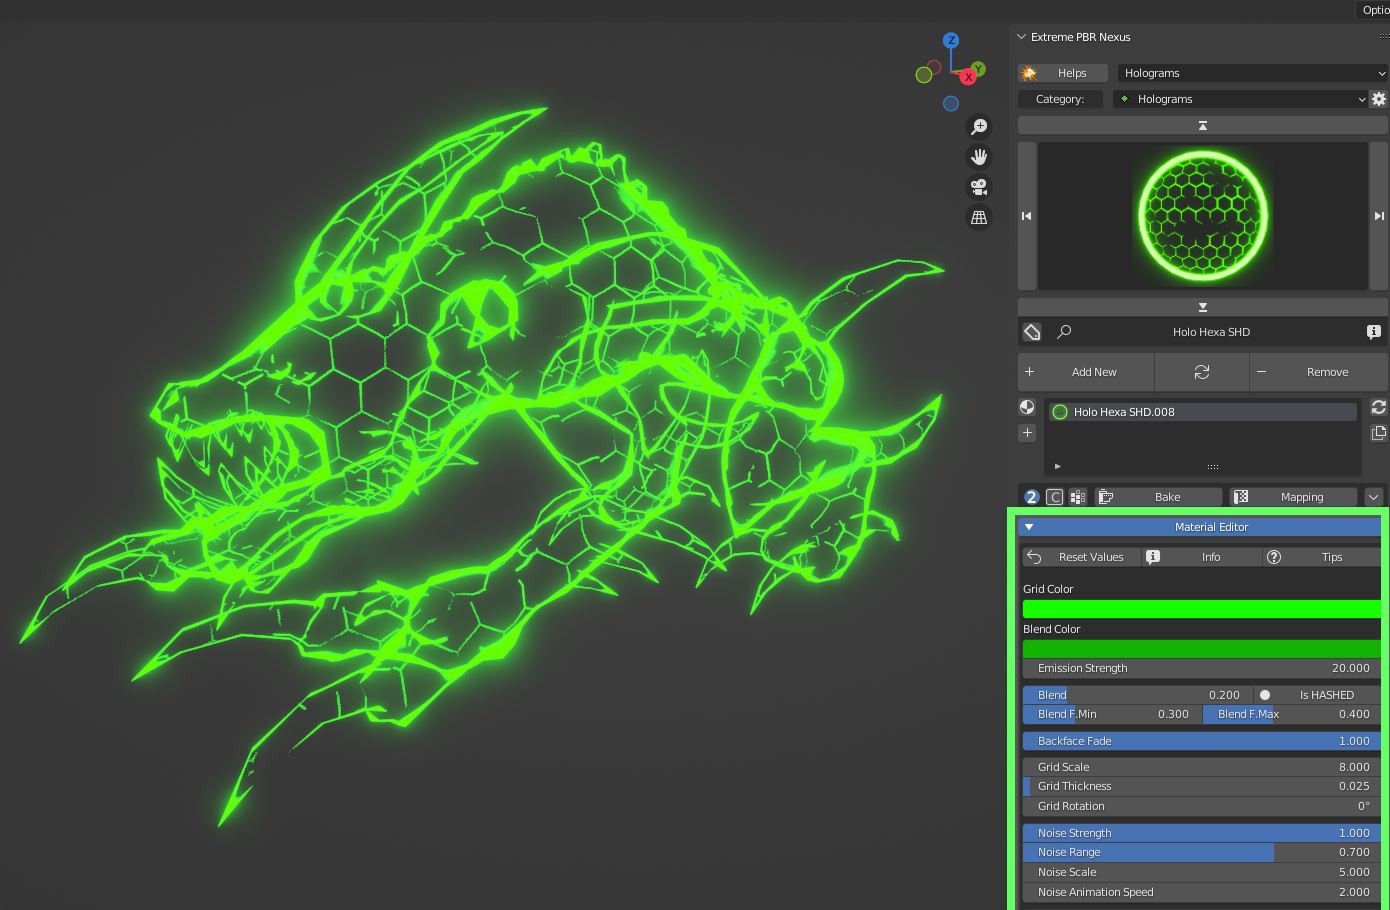 Optio
Extreme PBR Nexus
Helps Holograms
Category: Holograms
Z
Y
X
Holo Hexa SHD
Add New Remove
Holo Hexa SHD.008
2 C Bake Mapping
Material Editor
Reset Values Info Tips
Grid Color
Blend Color
Emission Strength 20.000
Blend 0.200 Is HASHED
Blend F.Min 0.300 Blend F.Max 0.400
Backface Fade 1.000
Grid Scale 8.000
Grid Thickness 0.025
Grid Rotation 0°
Noise Strength 1.000
Noise Range 0.700
Noise Scale 5.000
Noise Animation Speed 2.000